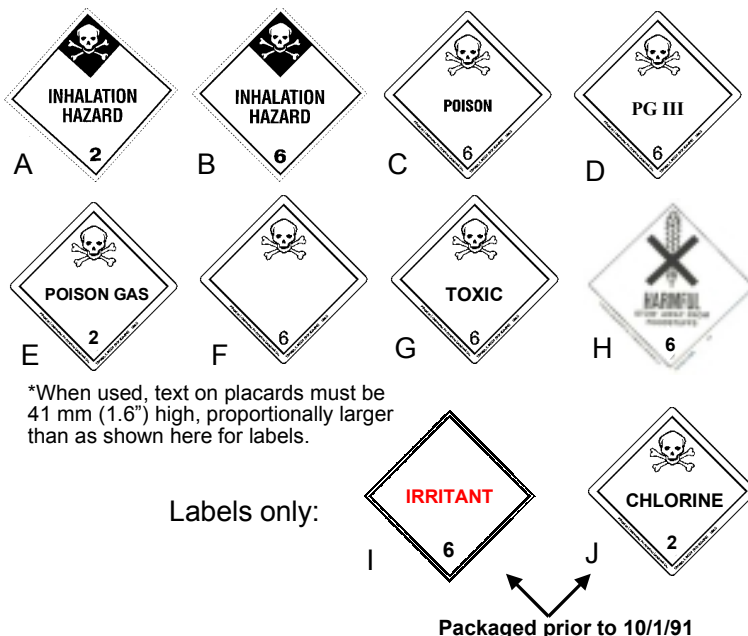 INHALATION
HAZARD
2
A
INHALATION
HAZARD
6
B
POISON
6
C
PG III
6
D
POISON GAS
2
E
6
F
TOXIC
6
G
HARMFUL
6
H
*When used, text on placards must be
41 mm (1.6”) high, proportionally larger
than as shown here for labels.
Labels only:
IRRITANT
6
I
CHLORINE
2
J
Packaged prior to 10/1/91